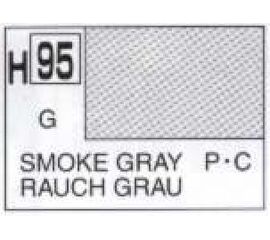 H 95
G
SMOKE GRAY P·C
RAUCH GRAU